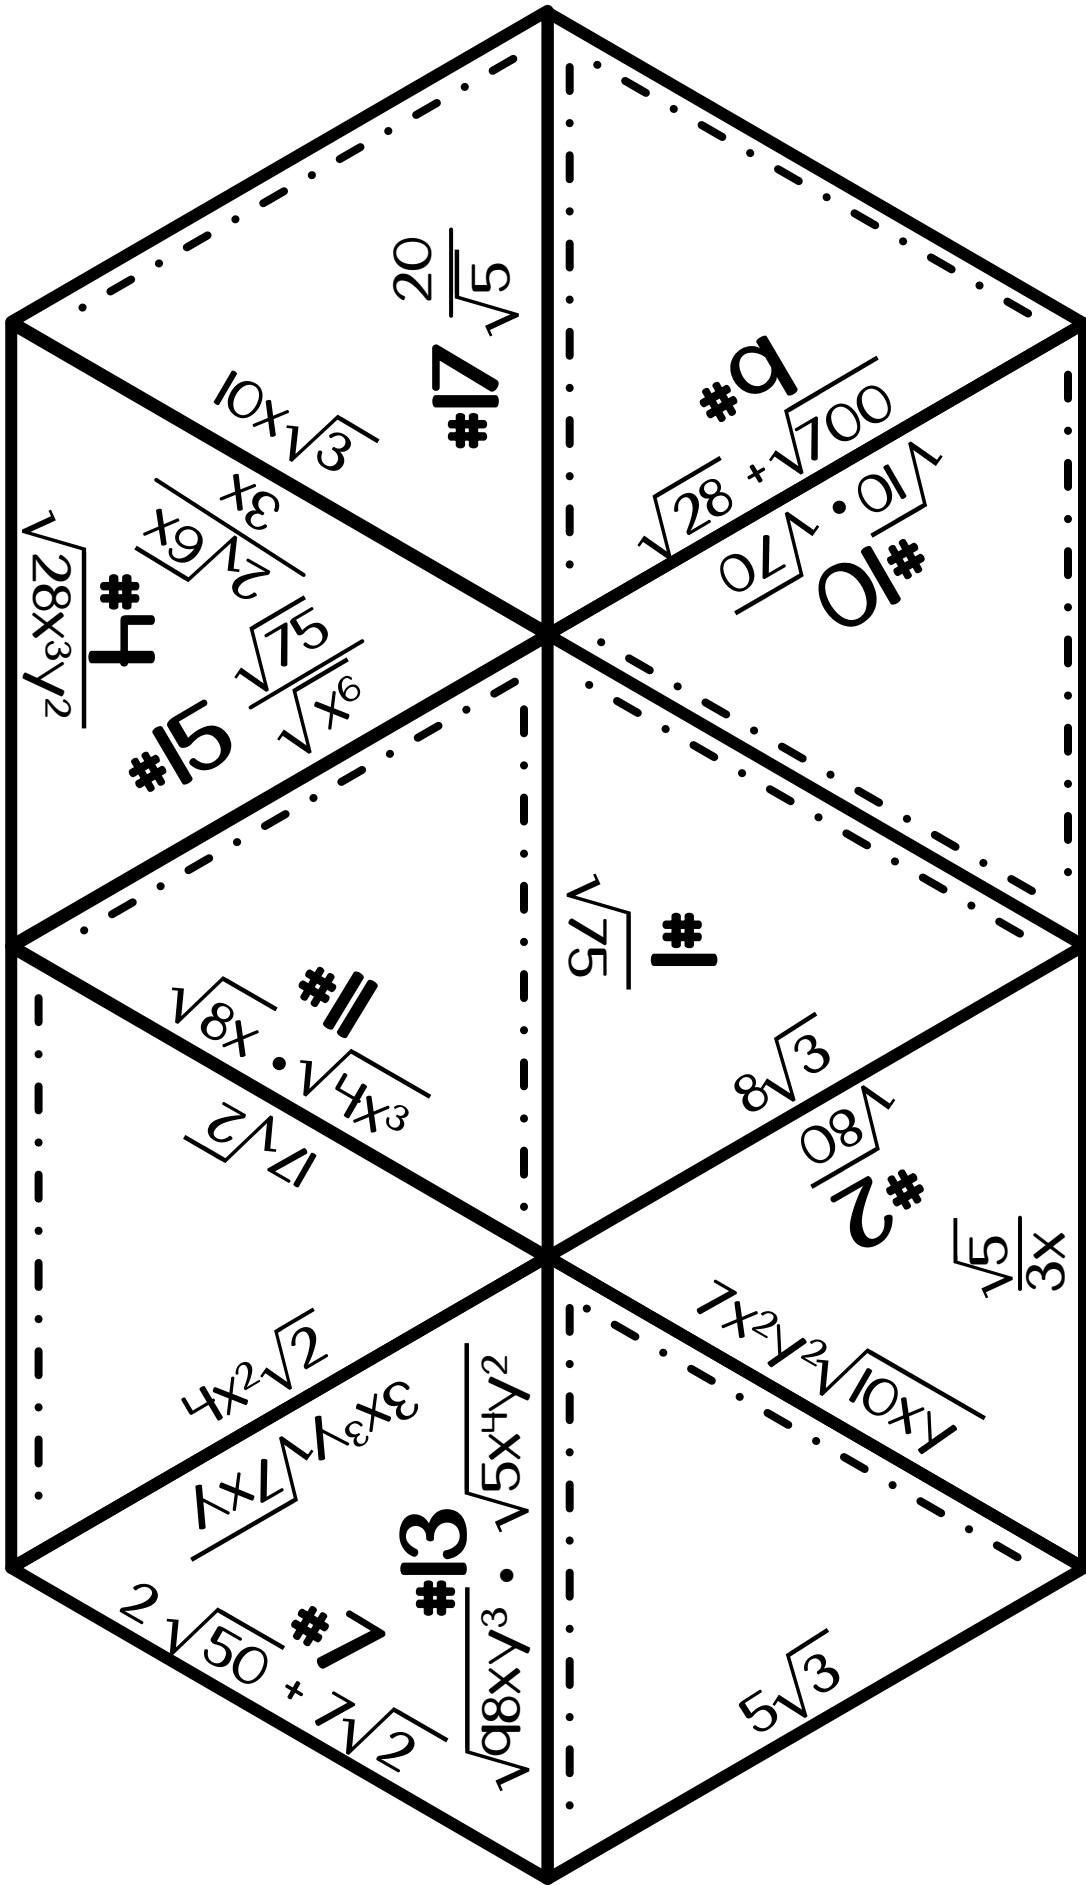 20/√5
#17
10x√3
#9
√28 + √700
√10 • √70
#10
2√6x/3x
√28x³y²
#4
√75/√x⁶
#15
√75
#1
#11
√8x • √4x³
7√2
8√3
√80
#2
√5/3x
7x²y²√10xy
4x²√2
3x³y√7xy
#13
√98xy³ • √5x⁴y²
#7
2√50 + 7√2
5√3